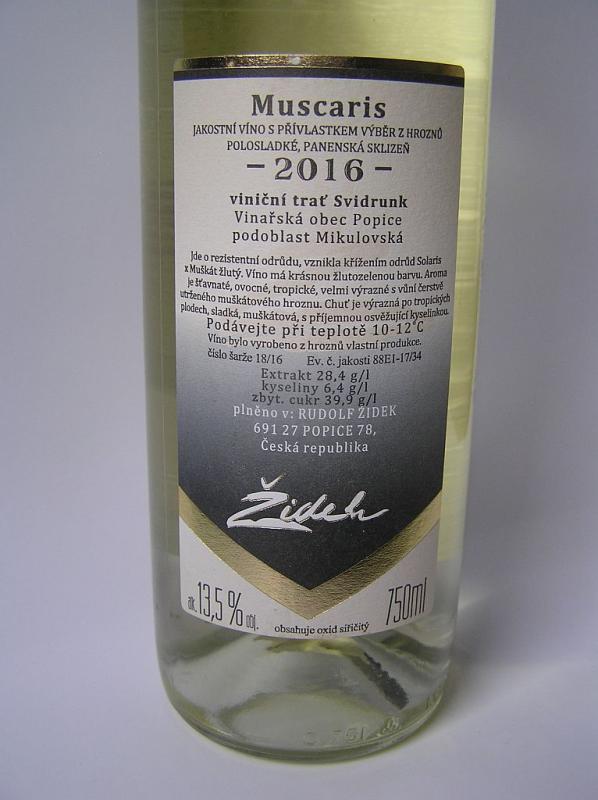 Muscaris
JAKOSTNÍ VÍNO S PŘÍVLASTKEM VÝBĚR Z HROZNŮ
POLOSLADKÉ, PANENSKÁ SKLIZEŇ
– 2016 –
viniční trať Svidrunk
Vinařská obec Popice
podoblast Mikulovská
Jde o rezistentní odrůdu, vznikla křížením odrůd Solaris
x Muškát žlutý. Víno má krásnou žlutozelenou barvu. Aroma
je šťavnaté, ovocné, tropické, velmi výrazné s vůní čerstvě
utrženého muškátového hroznu. Chuť je výrazná po tropických
plodech, sladká, muškátová, s příjemnou osvěžující kyselinkou.
Podávejte při teplotě 10-12°C
Víno bylo vyrobeno z hroznů vlastní produkce.
číslo šarže 18/16 Ev. č. jakosti 88E1-17/34
Extrakt 28,4 g/l
kyseliny 6,4 g/l
zbyt. cukr 39,9 g/l
plněno v: RUDOLF ŽIDEK
691 27 POPICE 78,
Česká republika
Židek
alk. 13,5 % obj.
obsahuje oxid siřičitý
750ml